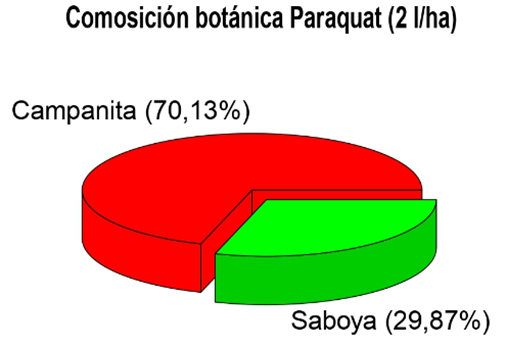 Comosición botánica Paraquat (2 l/ha)
Campanita (70,13%)
Saboya (29,87%)